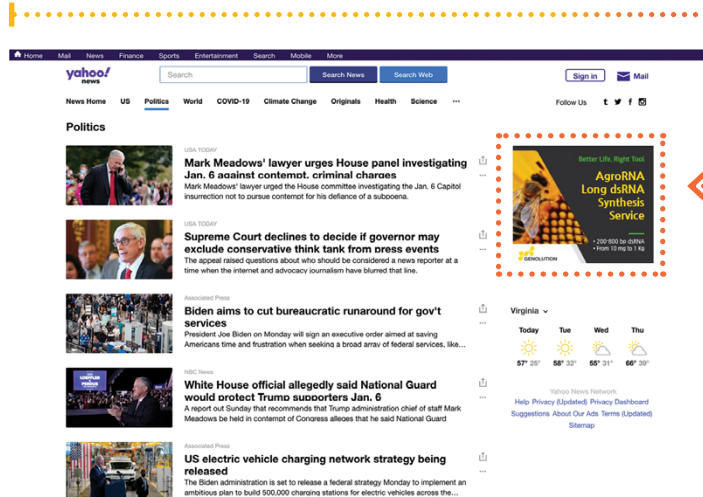 Home Mail News Finance Sports Entertainment Search Mobile More
yahoo!
news
Search
Search News
Search Web
Sign in
Mail
News Home US Politics World COVID-19 Climate Change Originals Health Science ...
Follow Us
Politics
USA TODAY
Mark Meadows' lawyer urges House panel investigating
Jan. 6 against contempt, criminal charges
Mark Meadows' lawyer urged the House committee investigating the Jan. 6 Capitol
insurrection not to pursue contempt for his defiance of a subpoena.
Better Life, Right Tool
AgroRNA
Long dsRNA
Synthesis
Service
• 200-800 bp dsRNA
• From 10 mg to 1 Kg
GENOLUTION
USA TODAY
Supreme Court declines to decide if governor may
exclude conservative think tank from press events
The appeal raised questions about who should be considered a news reporter at a
time when the internet and advocacy journalism have blurred that line.
Associated Press
Biden aims to cut bureaucratic runaround for gov't
services
President Joe Biden on Monday will sign an executive order aimed at saving
Americans time and frustration when seeking a broad array of federal services, like...
Virginia
Today Tue Wed Thu
57° 25° 58° 32° 55° 31° 66° 39°
NBC News
White House official allegedly said National Guard
would protect Trump supporters Jan. 6
A report out Sunday that recommends that Trump administration chief of staff Mark
Meadows be held in contempt of Congress alleges that he said National Guard
Yahoo News Network
Help Privacy (Updated) Privacy Dashboard
Suggestions About Our Ads Terms (Updated)
Sitemap
Associated Press
US electric vehicle charging network strategy being
released
The Biden administration is set to release a federal strategy Monday to implement an
ambitious plan to build 500,000 charging stations for electric vehicles across the...